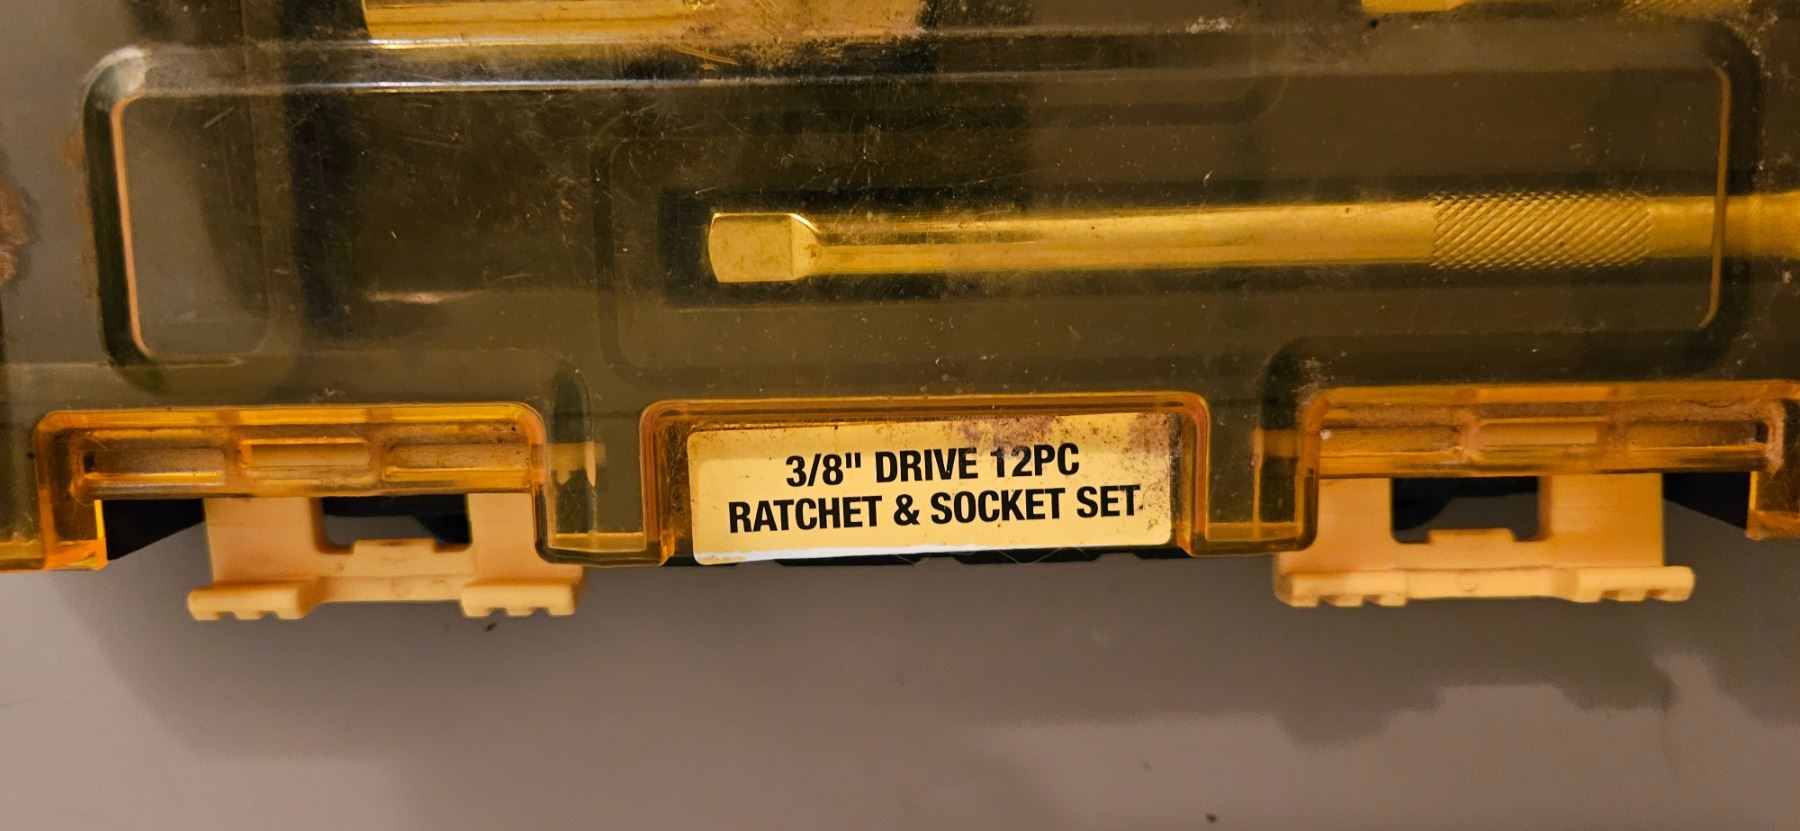 3/8" DRIVE 12PC
RATCHET & SOCKET SET